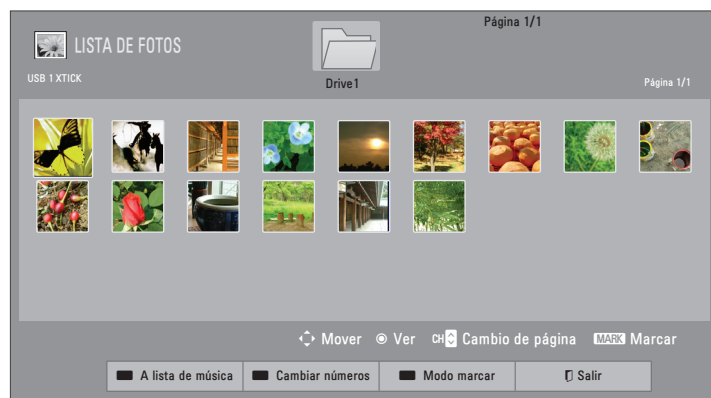 Página 1/1
LISTA DE FOTOS
USB 1 XTICK
Drive1
Página 1/1
Mover Ver CH Cambio de página MARK Marcar
A lista de música Cambiar números Modo marcar Salir